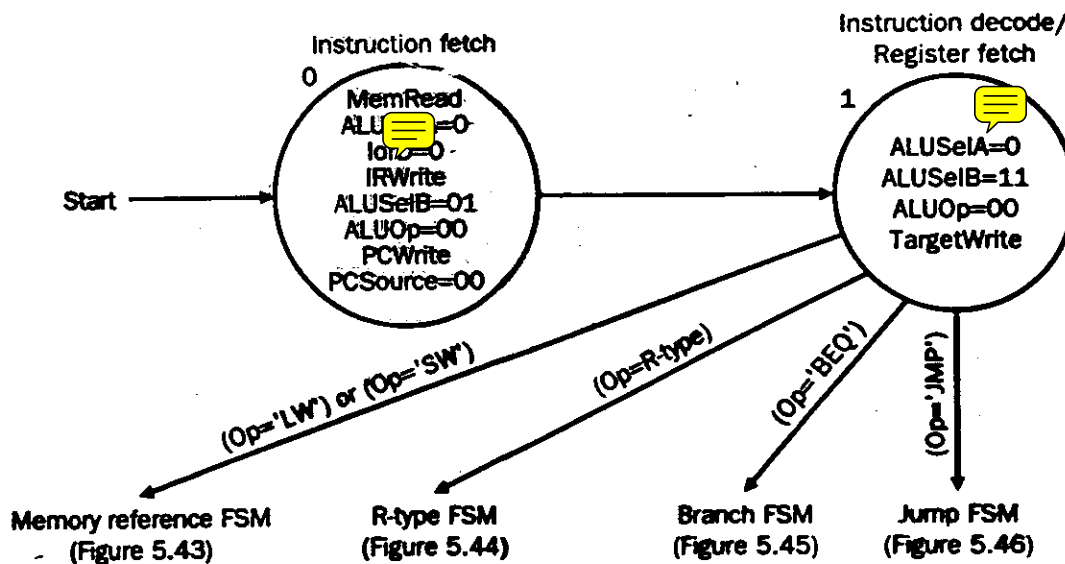 Instruction fetch
0
MemRead
=0
=0
IRWrite
ALUSelB=01
ALUOp=00
PCWrite
PCSource=00
Start
Instruction decode/
Register fetch
1
ALUSelA=0
ALUSelB=11
ALUOp=00
TargetWrite
(Op='LW') or (Op='SW')
(Op=R-type)
(Op='BEQ')
(Op='JMP')
Memory reference FSM
(Figure 5.43)
R-type FSM
(Figure 5.44)
Branch FSM
(Figure 5.45)
Jump FSM
(Figure 5.46)